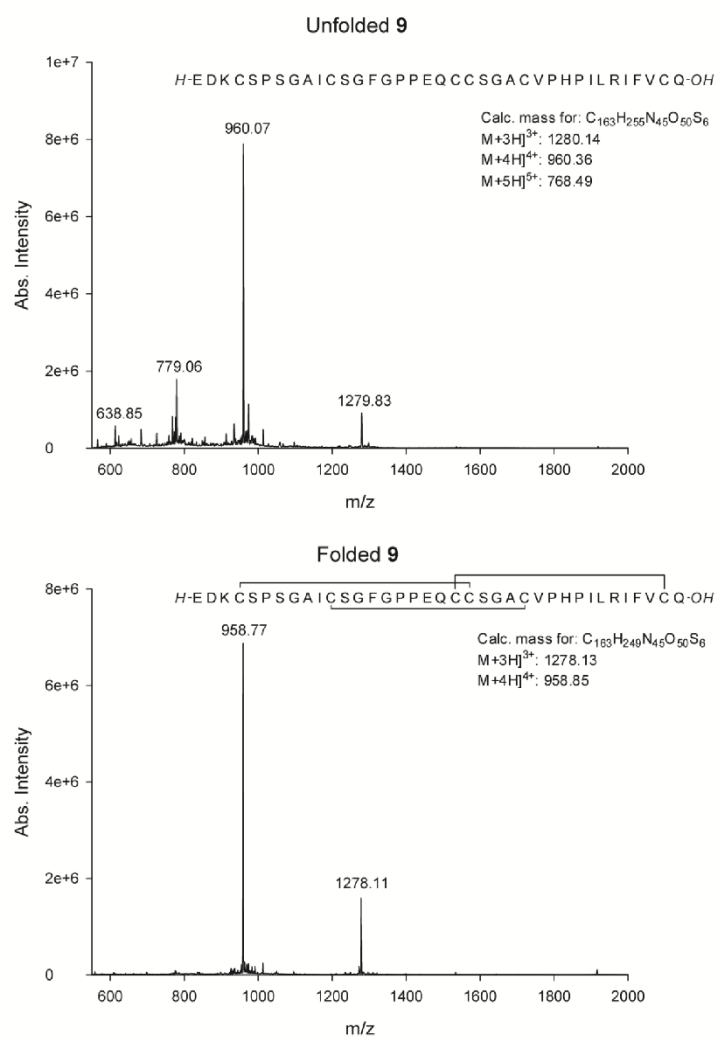 Unfolded 9
1e+7
8e+6
6e+6
4e+6
2e+6
0
Abs. Intensity
H-EDKCSPSGAICSGFGPPEQCCSGACVPHPILRIFVCQ-OH
Calc. mass for: C163H255N45O50S6
M+3H]3+: 1280.14
M+4H]4+: 960.36
M+5H]5+: 768.49
960.07
779.06
638.85
1279.83
600 800 1000 1200 1400 1600 1800 2000
m/z
Folded 9
8e+6
6e+6
4e+6
2e+6
0
Abs. Intensity
H-EDKCSPSGAICSGFGPPEQCCSGACVPHPILRIFVCQ-OH
Calc. mass for: C163H249N45O50S6
M+3H]3+: 1278.13
M+4H]4+: 958.85
958.77
1278.11
600 800 1000 1200 1400 1600 1800 2000
m/z